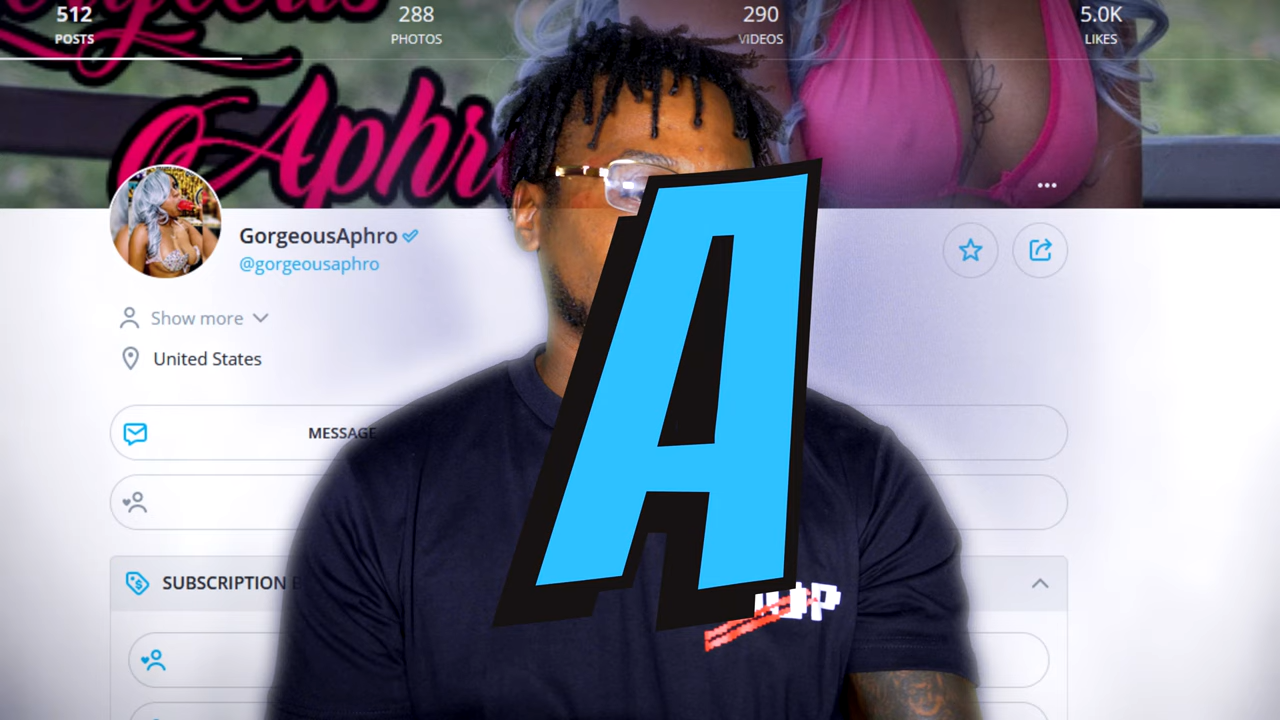 512
POSTS
288
PHOTOS
290
VIDEOS
5.0K
LIKES
GorgeousAphro
@gorgeousaphro
Show more
United States
MESSAGE
SUBSCRIPTION
A